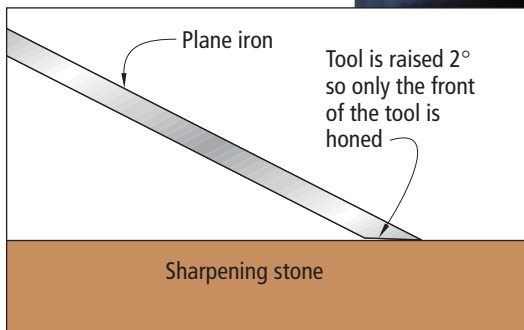 Plane iron
Tool is raised 2°
so only the front
of the tool is
honed
Sharpening stone